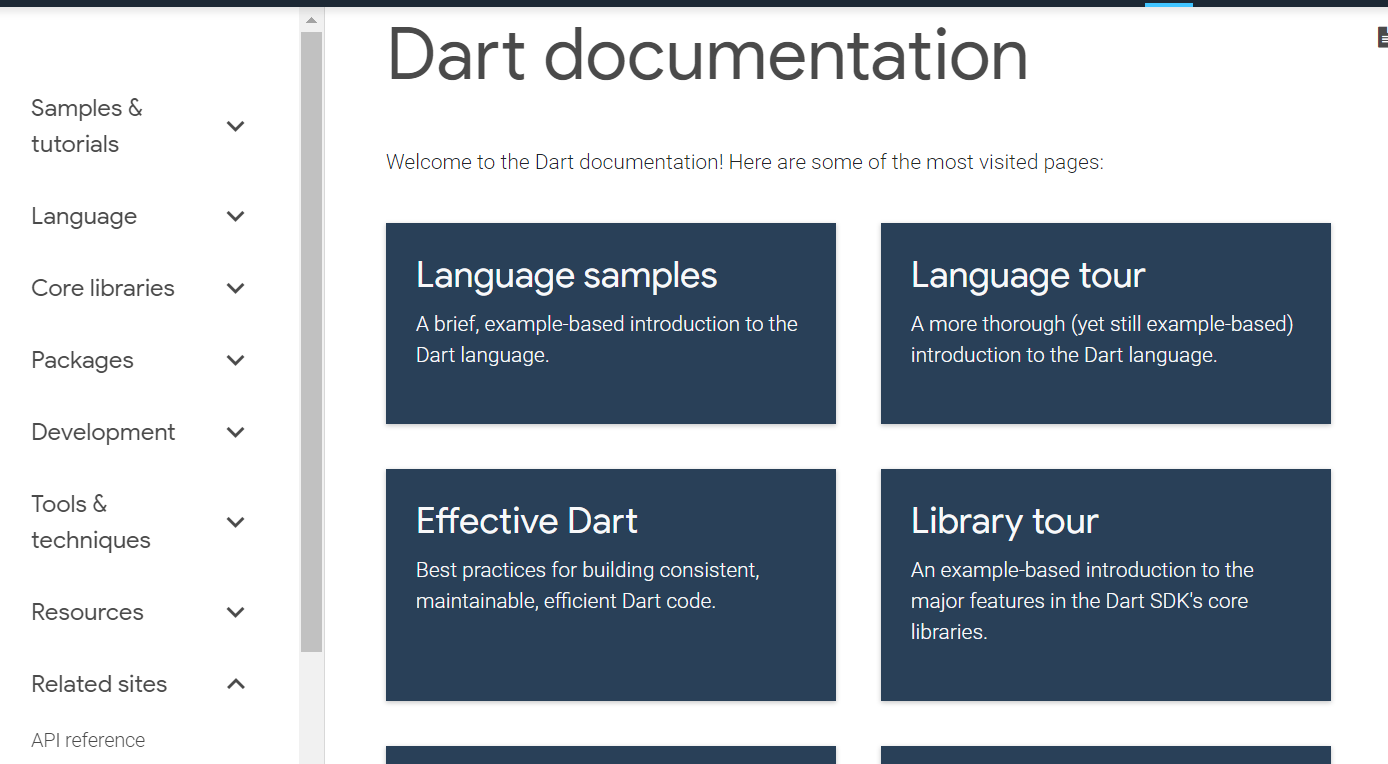 Dart documentation
Samples &
tutorials
Language
Core libraries
Packages
Development
Tools &
techniques
Resources
Related sites
API reference
Welcome to the Dart documentation! Here are some of the most visited pages:
Language samples
A brief, example-based introduction to the
Dart language.
Language tour
A more thorough (yet still example-based)
introduction to the Dart language.
Effective Dart
Best practices for building consistent,
maintainable, efficient Dart code.
Library tour
An example-based introduction to the
major features in the Dart SDK's core
libraries.